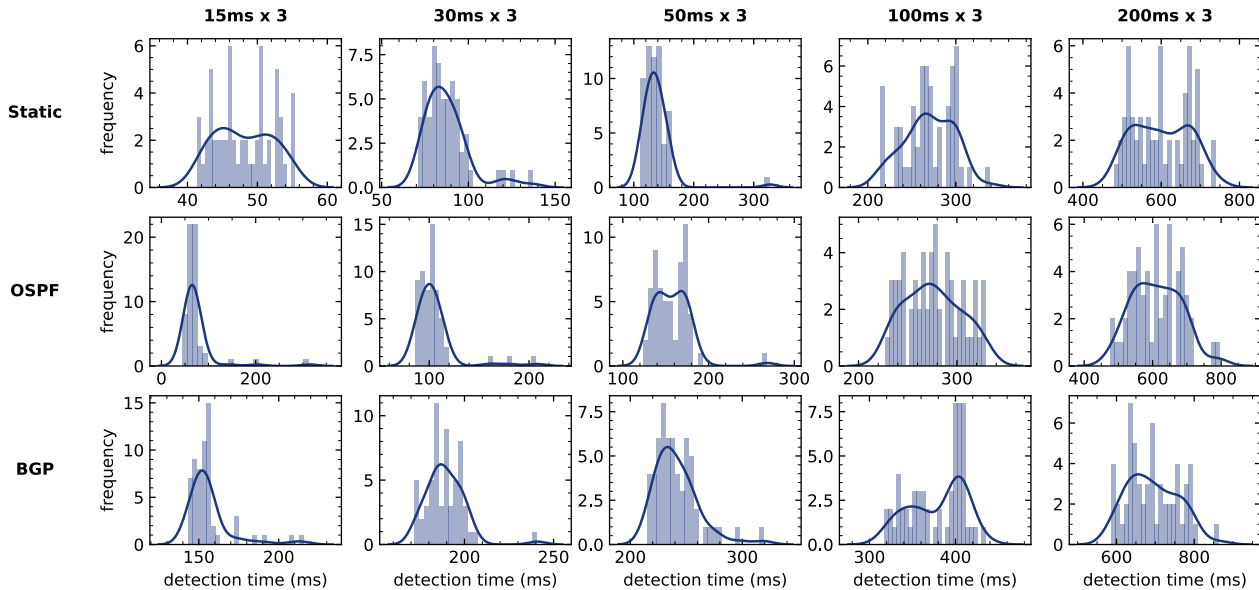 15ms x 3 30ms x 3 50ms x 3 100ms x 3 200ms x 3
Static
frequency
0 2 4 6
40 50 60
0.0 2.5 5.0 7.5
50 100 150
0 5 10
100 200 300
0 2 4 6
200 300
0 2 4 6
400 600 800
OSPF
frequency
0 10 20
0 200
0 5 10 15
100 200
0 5 10
100 200 300
0 2 4
200 300
0 2 4 6
400 600 800
BGP
frequency
0 5 10 15
150 200
detection time (ms)
0 5 10
200 250
detection time (ms)
0.0 2.5 5.0 7.5
200 300
detection time (ms)
0.0 2.5 5.0 7.5
300 400
detection time (ms)
0 2 4 6
600 800
detection time (ms)